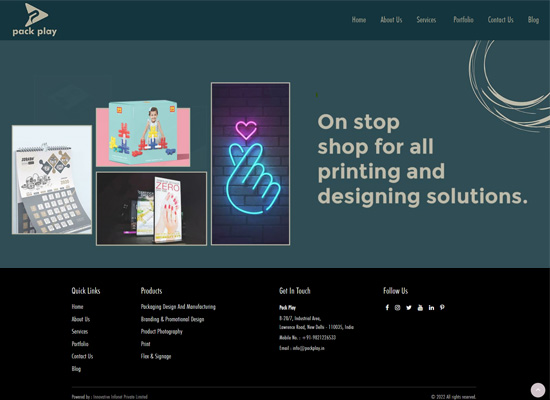 pack play
Home About Us Services Portfolio Contact Us Blog
On stop
shop for all
printing and
designing solutions.
ZERO
Quick Links
Home
About Us
Services
Portfolio
Contact Us
Blog
Products
Packaging Design And Manufacturing
Branding & Promotional Design
Product Photography
Print
Flex & Signage
Get In Touch
Pack Play
B-28/7, Industrial Area,
Lawrence Road, New Delhi - 110035, India
Mobile No.: +91-9821226533
Email : info@packplay.in
Follow Us
Powered by : Innovative Infonet Private Limited
© 2022 All rights reserved.